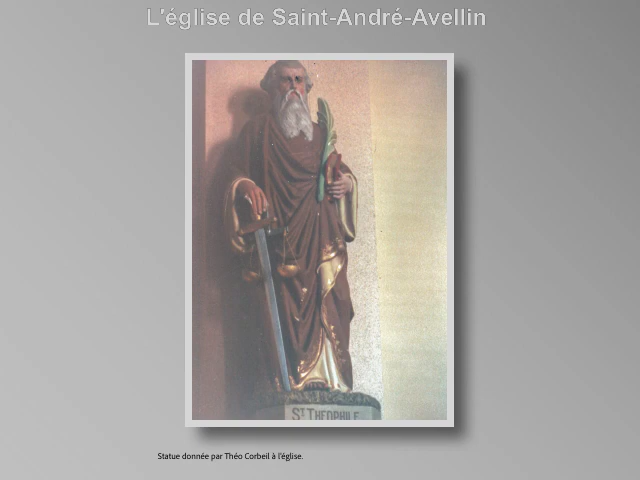 L'église de Saint-André-Avellin
ST THEOPHILE
Statue donnée par Théo Corbeil à l'église.